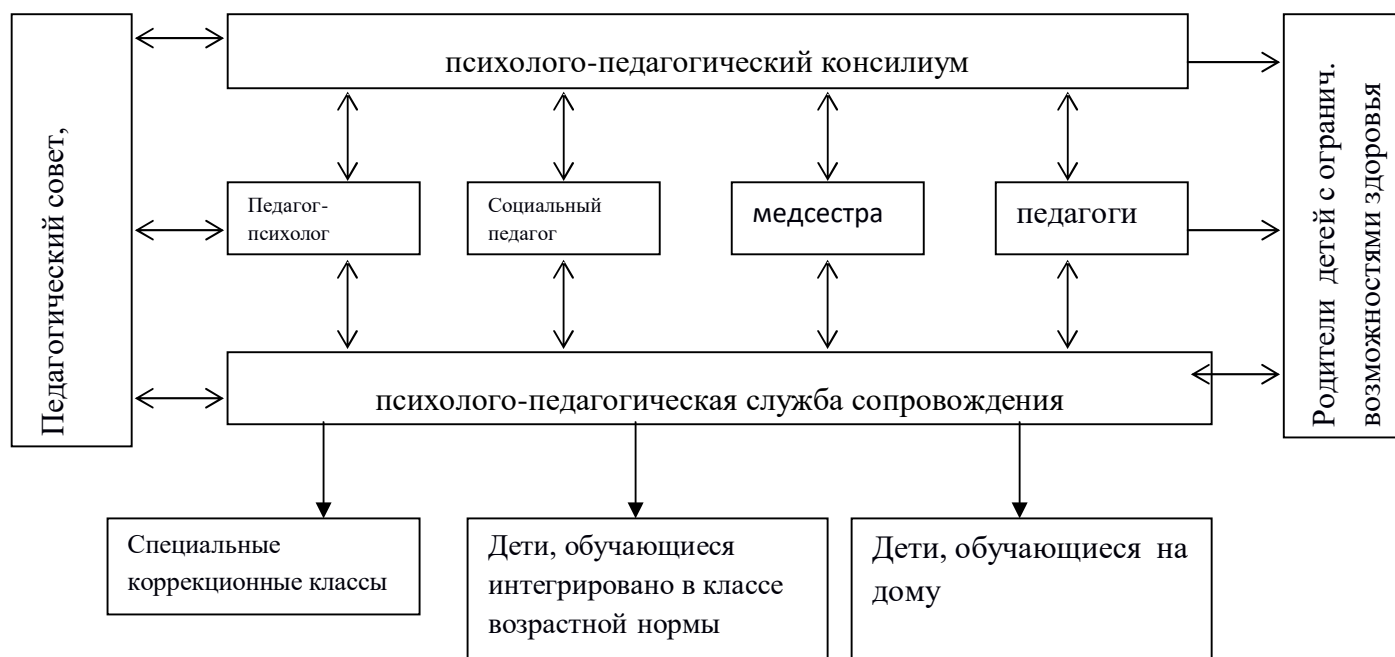 Педагогический совет,
психолого-педагогический консилиум
Родители детей с огранич.
возможностями здоровья
Педагог-
психолог
Социальный
педагог
медсестра
педагоги
психолого-педагогическая служба сопровождения
Специальные
коррекционные классы
Дети, обучающиеся
интегрировано в классе
возрастной нормы
Дети, обучающиеся на
дому